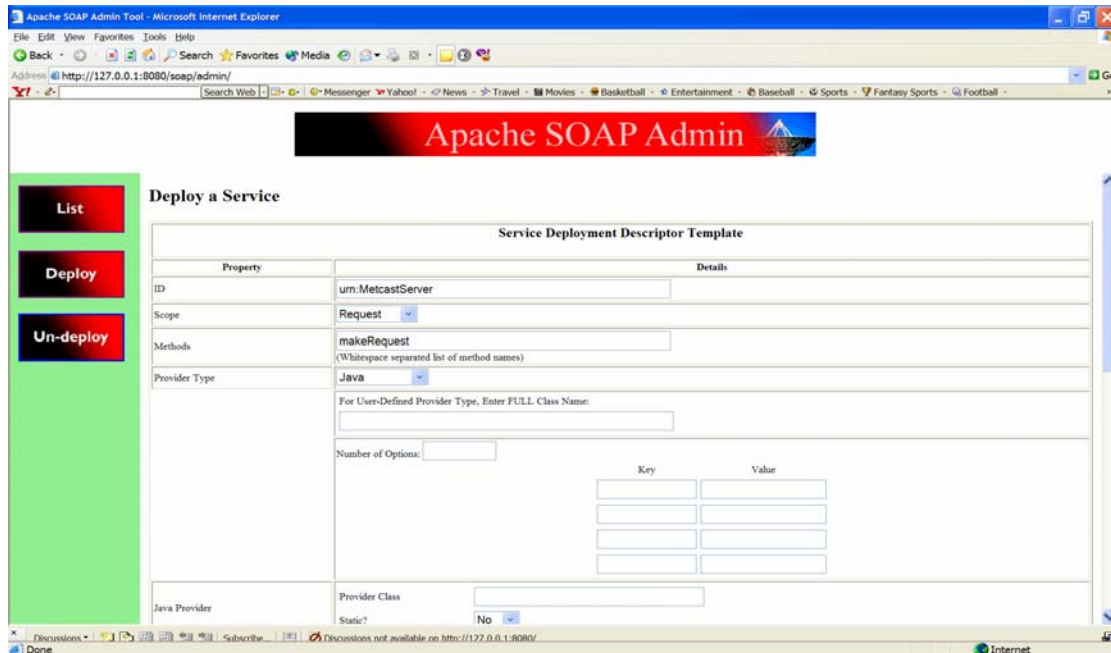 Apache SOAP Admin Tool - Microsoft Internet Explorer
File Edit View Favorites Tools Help
Back Search Favorites Media
Address http://127.0.0.1:8080/soap/admin/ Go
Y! Search Web Messenger Yahoo! News Travel Movies Basketball Entertainment Baseball Sports Fantasy Sports Football
Apache SOAP Admin
List
Deploy
Un-deploy
Deploy a Service
Service Deployment Descriptor Template
Property Details
ID urn:MetcastServer
Scope Request
Methods makeRequest
(Whitespace separated list of method names)
Provider Type Java
For User-Defined Provider Type, Enter FULL Class Name:
Number of Options:
Key Value
Java Provider
Provider Class
Static? No
Discussions Subscribe... Discussions not available on http://127.0.0.1:8080/
Done Internet